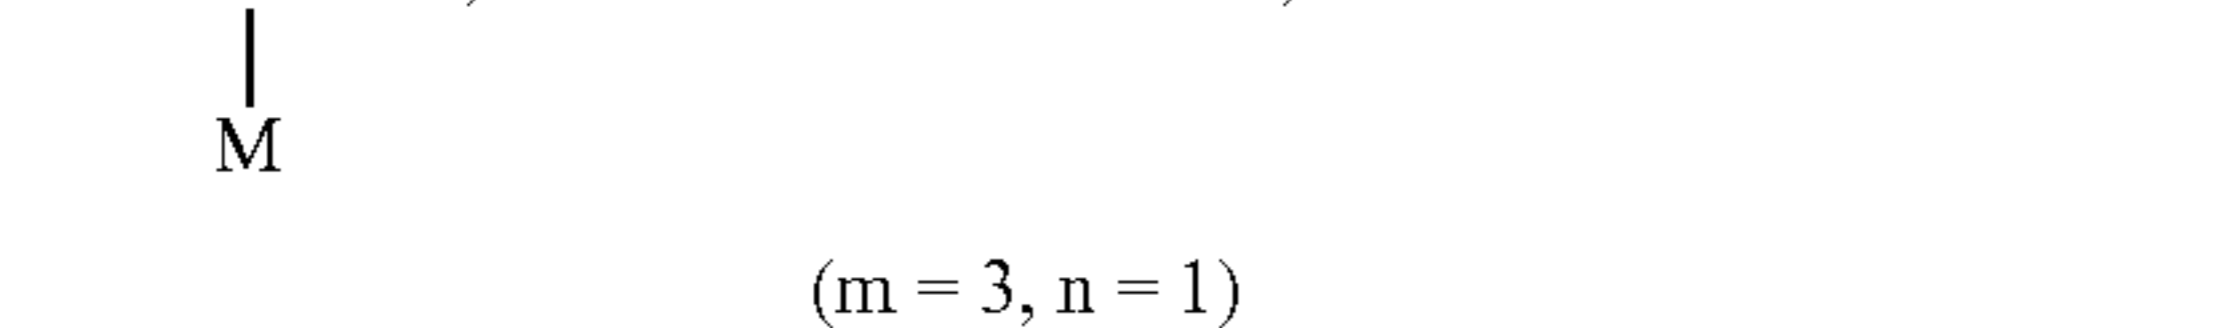 M
(m = 3, n = 1)